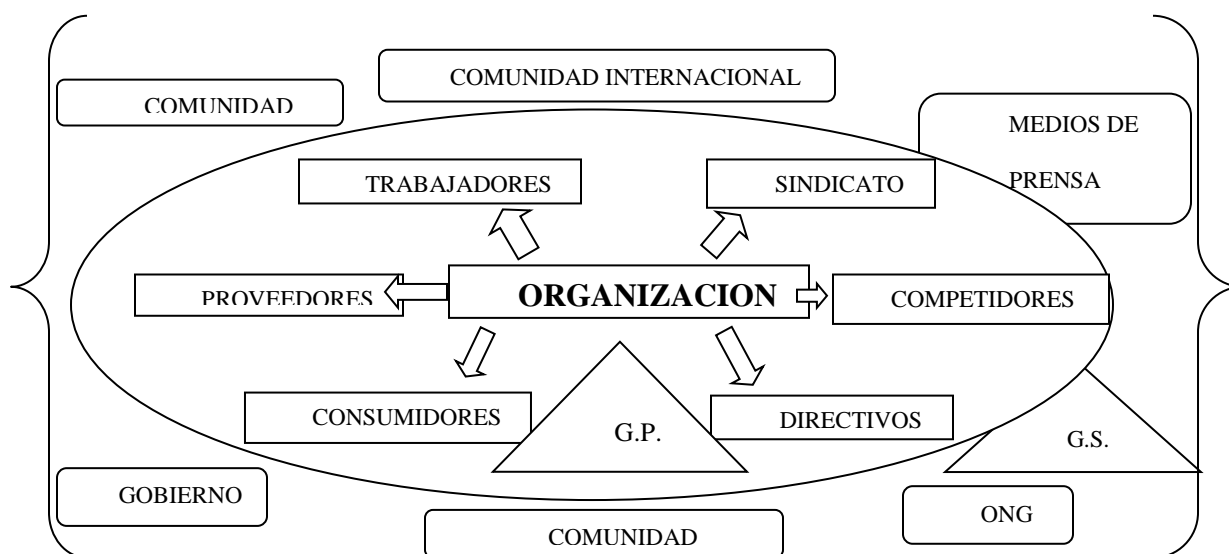 COMUNIDAD INTERNACIONAL
COMUNIDAD
MEDIOS DE
PRENSA
TRABAJADORES
SINDICATO
PROVEEDORES
ORGANIZACION
COMPETIDORES
CONSUMIDORES
G.P.
DIRECTIVOS
G.S.
GOBIERNO
ONG
COMUNIDAD